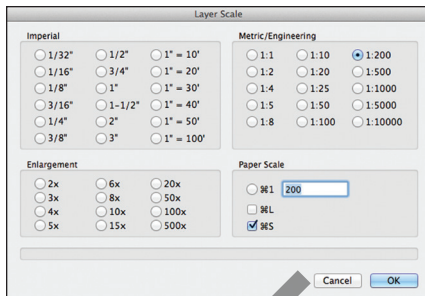 Layer Scale
Imperial
1/32" 1/2" 1" = 10'
1/16" 3/4" 1" = 20'
1/8" 1" 1" = 30'
3/16" 1-1/2" 1" = 40'
1/4" 2" 1" = 50'
3/8" 3" 1" = 100'
Metric/Engineering
1:1 1:10 1:200
1:2 1:20 1:500
1:4 1:25 1:1000
1:5 1:50 1:5000
1:8 1:100 1:10000
Enlargement
2x 6x 20x
3x 8x 50x
4x 10x 100x
5x 15x 500x
Paper Scale
⌘1 200
⌘L
⌘S
Cancel OK